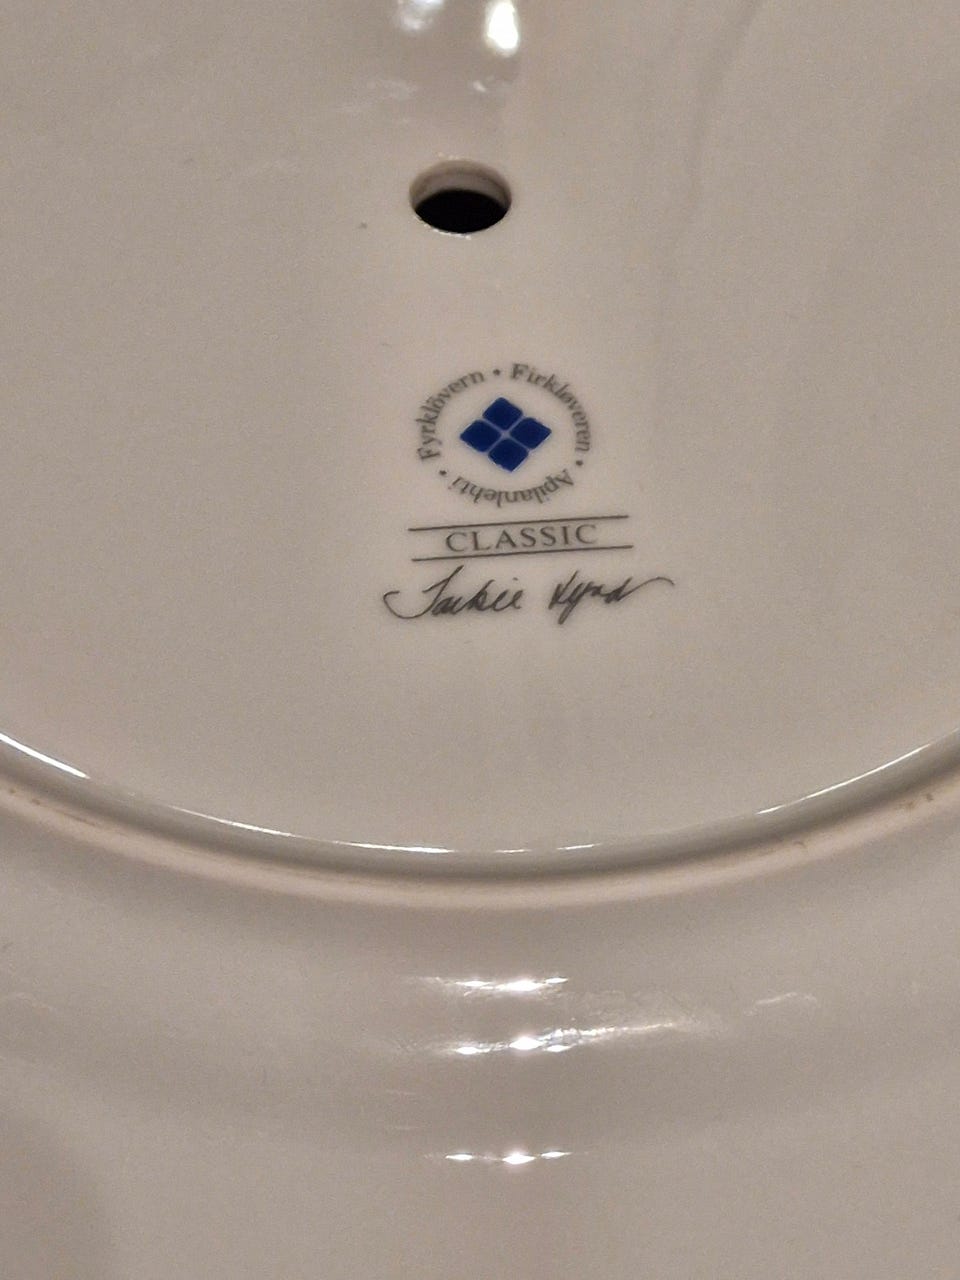 Fyrklövern • Firkløveren • Apilanlehti •
CLASSIC
Jackie Lynd